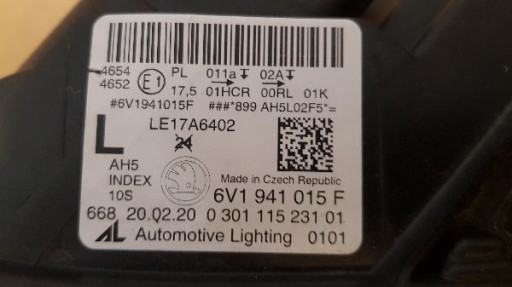 4654 E1 PL 011a 02A
4652 17,5 01HCR 00RL 01K
#6V1941015F ###*899 AH5L02F5*=
L LE17A6402
24
AH5
INDEX Made in Czech Republic
10S 6V1 941 015 F
668 20.02.20 0 301 115 231 01
AL Automotive Lighting 0101